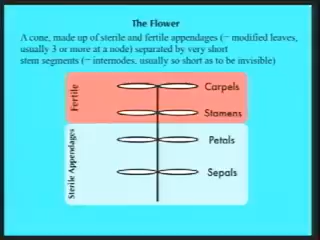 The Flower
A cone, made up of sterile and fertile appendages (= modified leaves,
usually 3 or more at a node) separated by very short
stem segments (= internodes, usually so short as to be invisible)
Fertile
Carpels
Stamens
Sterile Appendages
Petals
Sepals